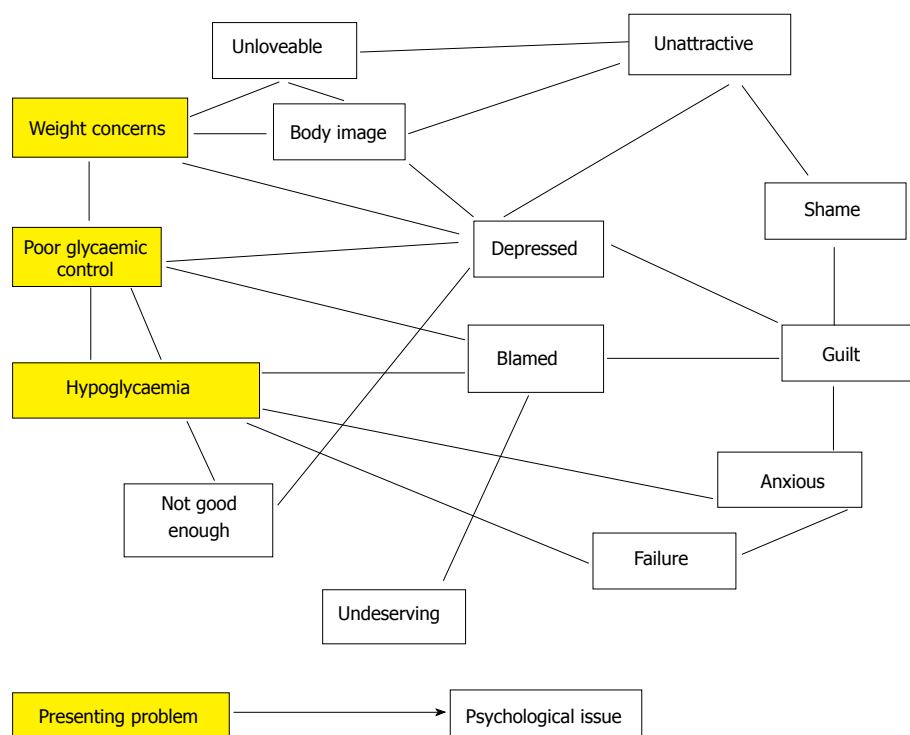 Unloveable
Unattractive
Weight concerns
Body image
Shame
Poor glycaemic
control
Depressed
Blamed
Guilt
Hypoglycaemia
Anxious
Not good
enough
Failure
Undeserving
Presenting problem
Psychological issue